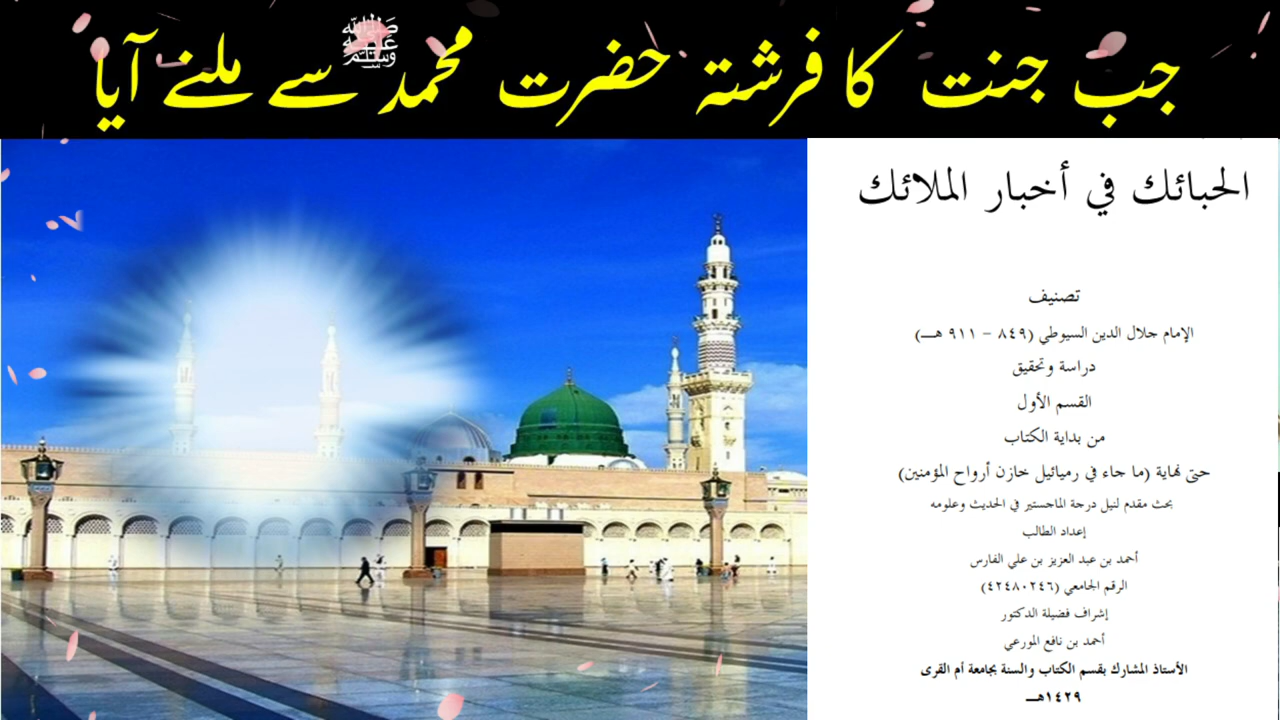 جب جنت کا فرشتہ حضرت محمد ﷺ سے ملنے آیا
الحبائك في أخبار الملائك
تصنيف
الإمام جلال الدين السيوطي (٨٤٩ – ٩١١ هـــ)
دراسة وتحقيق
القسم الأول
من بداية الكتاب
حتى نهاية (ما جاء في رميائيل خازن أرواح المؤمنين)
بحث مقدم لنيل درجة الماجستير في الحديث وعلومه
إعداد الطالب
أحمد بن عبد العزيز بن علي الفارس
الرقم الجامعي (٤٢٤٨٠٢٤٦)
إشراف فضيلة الدكتور
أحمد بن نافع المورعي
الأستاذ المشارك بقسم الكتاب والسنة بجامعة أم القرى
١٤٢٩هـــ